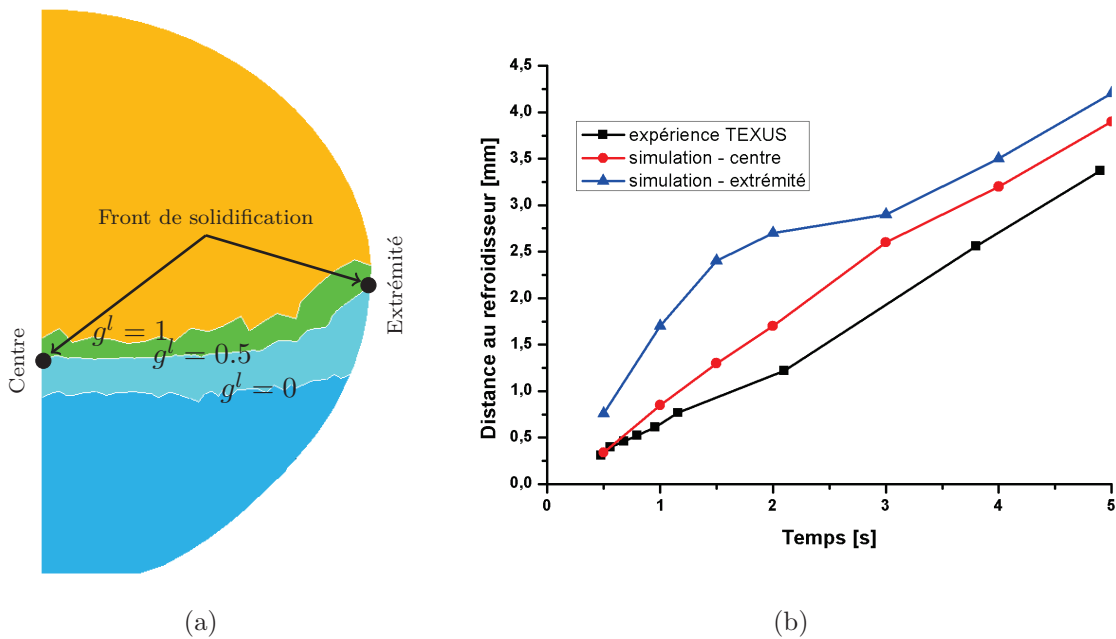 Front de solidification
Extrémité
Centre
g^l = 1
g^l = 0.5
g^l = 0
(a)
4,5
4,0
3,5
3,0
2,5
2,0
1,5
1,0
0,5
0,0
Distance au refroidisseur [mm]
expérience TEXUS
simulation - centre
simulation - extrémité
0 1 2 3 4 5
Temps [s]
(b)